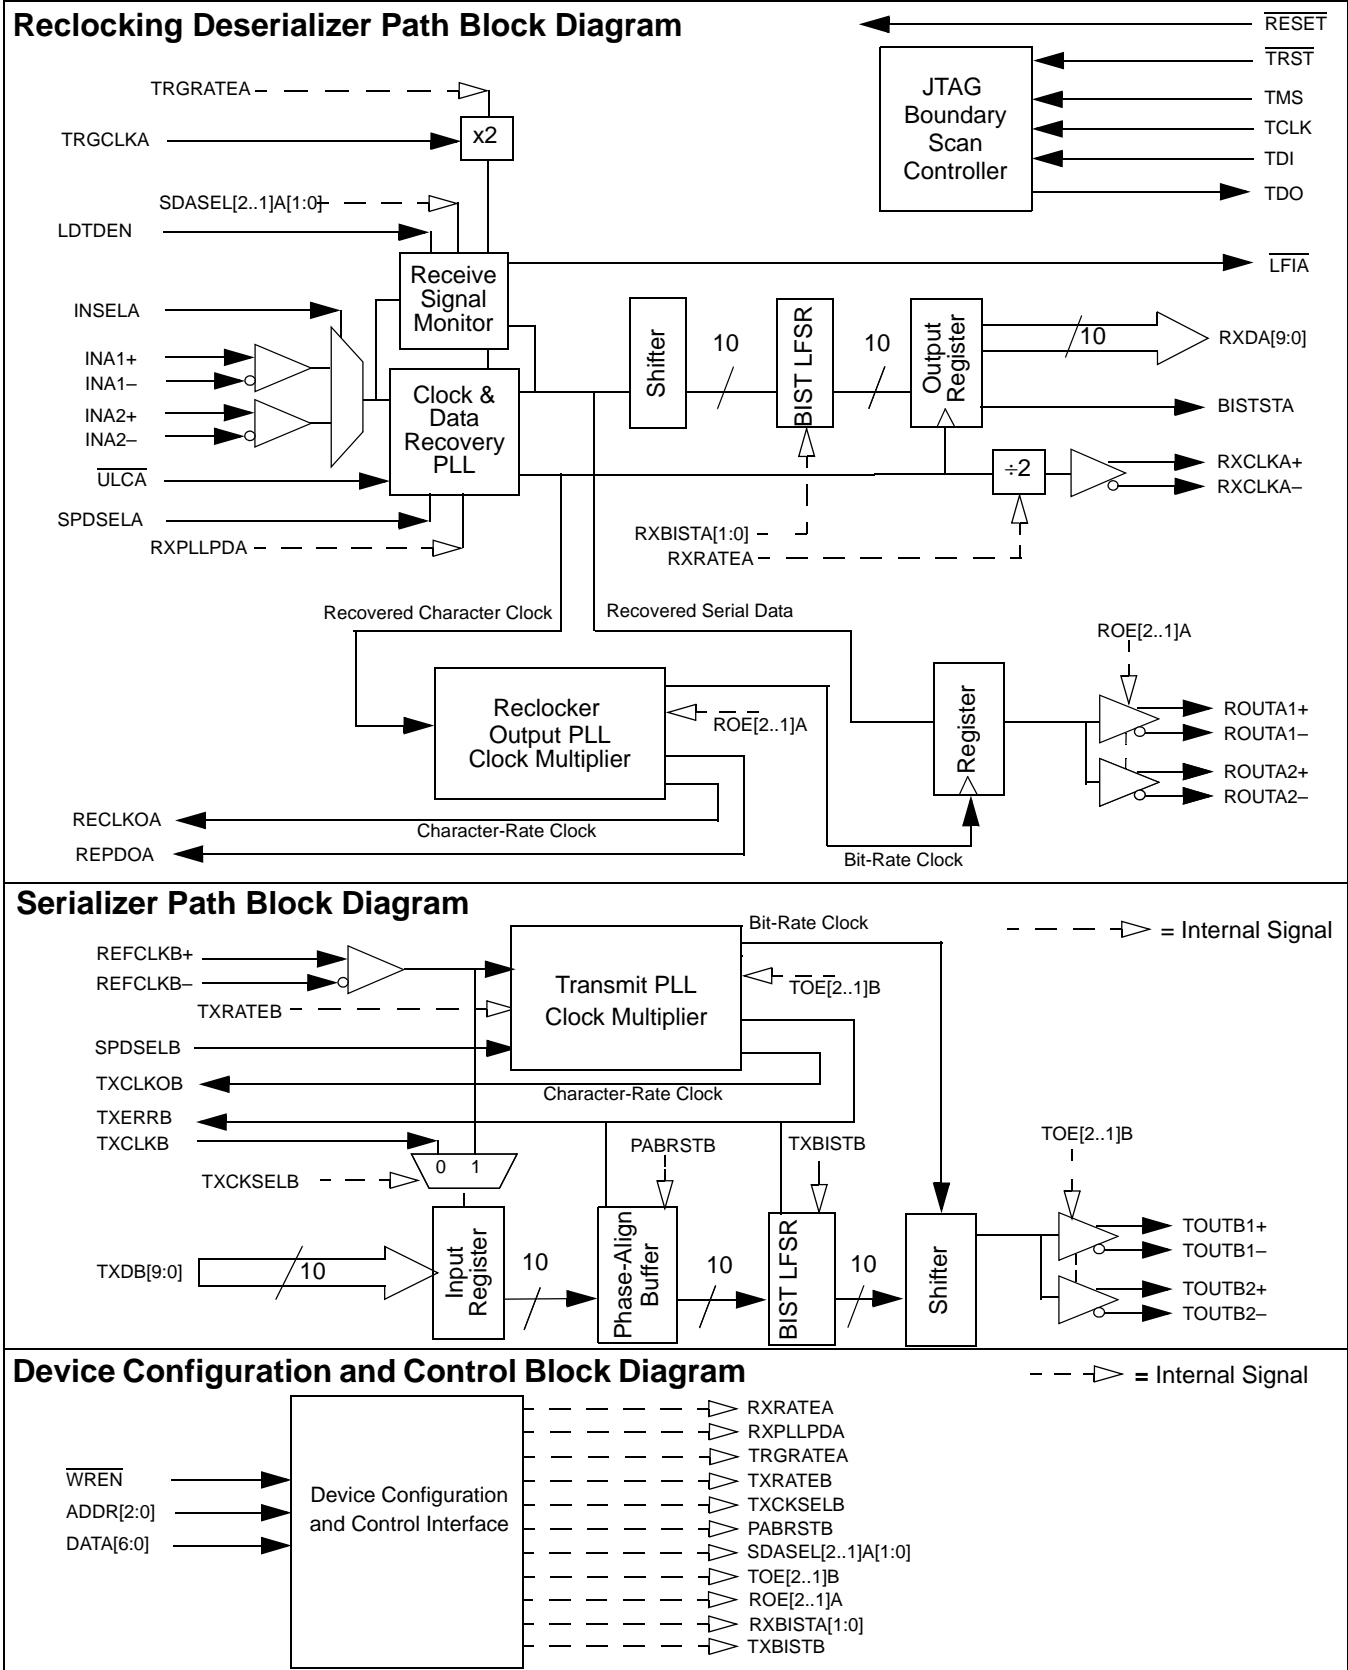 Reclocking Deserializer Path Block Diagram
RESET
TRST
TMS
TCLK
TDI
TDO
JTAG
Boundary
Scan
Controller
TRGRATEA
TRGCLKA
x2
SDASEL[2..1]A[1:0]
LDTDEN
Receive
Signal
Monitor
LFIA
INSELA
INA1+
INA1–
INA2+
INA2–
ULCA
SPDSELA
RXPLLPDA
Clock &
Data
Recovery
PLL
Shifter
10
BIST LFSR
10
Output
Register
10
RXDA[9:0]
BISTSTA
÷2
RXCLKA+
RXCLKA–
RXBISTA[1:0]
RXRATEA
Recovered Character Clock
Recovered Serial Data
Reclocker
Output PLL
Clock Multiplier
ROE[2..1]A
Register
ROE[2..1]A
ROUTA1+
ROUTA1–
ROUTA2+
ROUTA2–
RECLKOA
Character-Rate Clock
REPDOA
Bit-Rate Clock
Serializer Path Block Diagram
= Internal Signal
REFCLKB+
REFCLKB–
TXRATEB
SPDSELB
Transmit PLL
Clock Multiplier
Bit-Rate Clock
TOE[2..1]B
TXCLKOB
Character-Rate Clock
TXERRB
TXCLKB
0 1
TXCKSELB
PABRSTB
TXBISTB
TOE[2..1]B
TXDB[9:0]
10
Input
Register
10
Phase-Align
Buffer
10
BIST LFSR
10
Shifter
TOUTB1+
TOUTB1–
TOUTB2+
TOUTB2–
Device Configuration and Control Block Diagram
= Internal Signal
WREN
ADDR[2:0]
DATA[6:0]
Device Configuration
and Control Interface
RXRATEA
RXPLLPDA
TRGRATEA
TXRATEB
TXCKSELB
PABRSTB
SDASEL[2..1]A[1:0]
TOE[2..1]B
ROE[2..1]A
RXBISTA[1:0]
TXBISTB